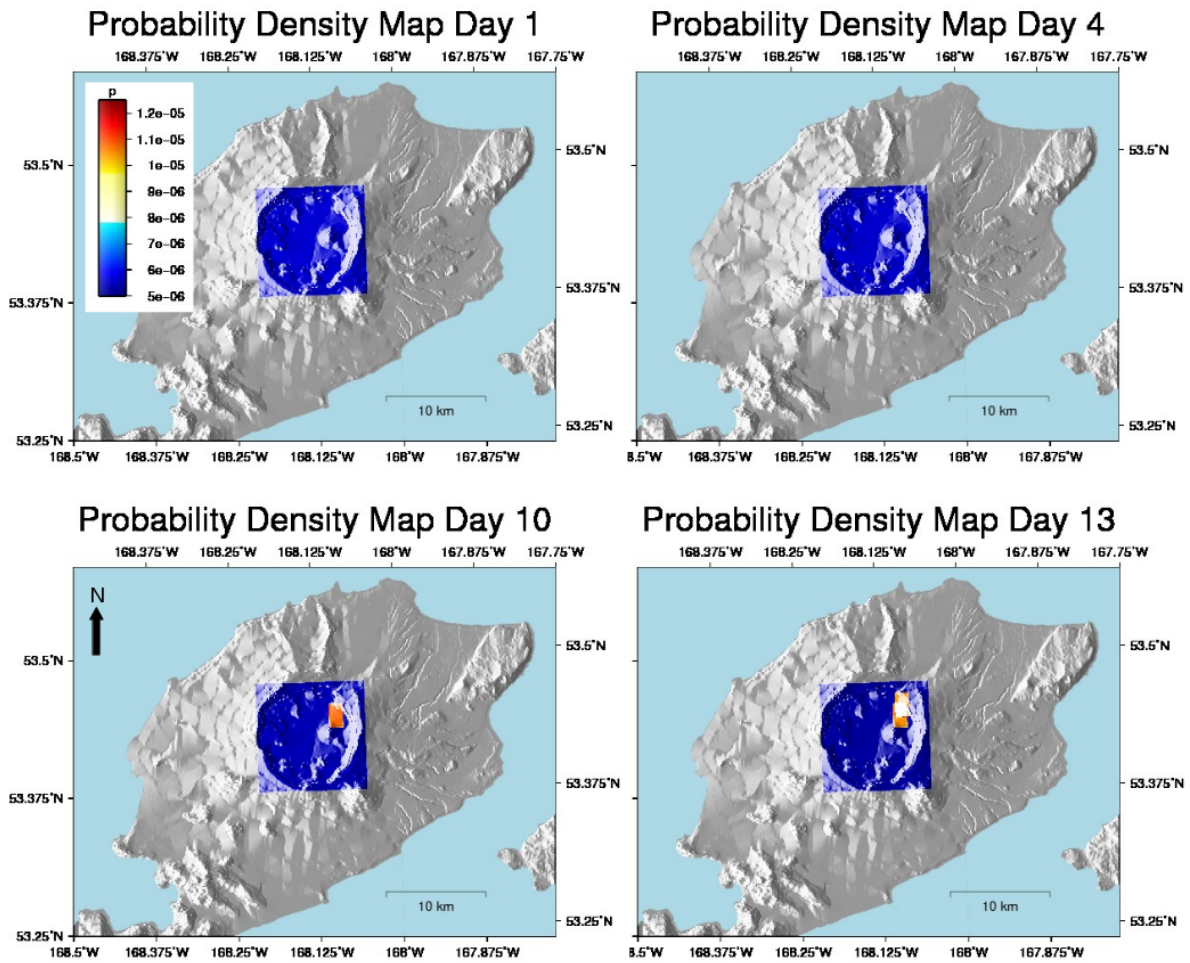 Probability Density Map Day 1
168.375°W 168.25°W 168.125°W 168°W 167.875°W 167.75°W
p
1.2e-05
1.1e-05
1e-05
9e-06
8e-06
7e-06
6e-06
5e-06
53.5°N 53.5°N
53.375°N 53.375°N
10 km
53.25°N 53.25°N
168.5°W 168.375°W 168.25°W 168.125°W 168°W 167.875°W
Probability Density Map Day 4
168.375°W 168.25°W 168.125°W 168°W 167.875°W 167.75°W
53.5°N
53.375°N
10 km
53.25°N
8.5°W 168.375°W 168.25°W 168.125°W 168°W 167.875°W
Probability Density Map Day 10
168.375°W 168.25°W 168.125°W 168°W 167.875°W 167.75°W
N
53.5°N 53.5°N
53.375°N 53.375°N
10 km
53.25°N 53.25°N
168.5°W 168.375°W 168.25°W 168.125°W 168°W 167.875°W
Probability Density Map Day 13
168.375°W 168.25°W 168.125°W 168°W 167.875°W 167.75°W
53.5°N
53.375°N
10 km
53.25°N
8.5°W 168.375°W 168.25°W 168.125°W 168°W 167.875°W